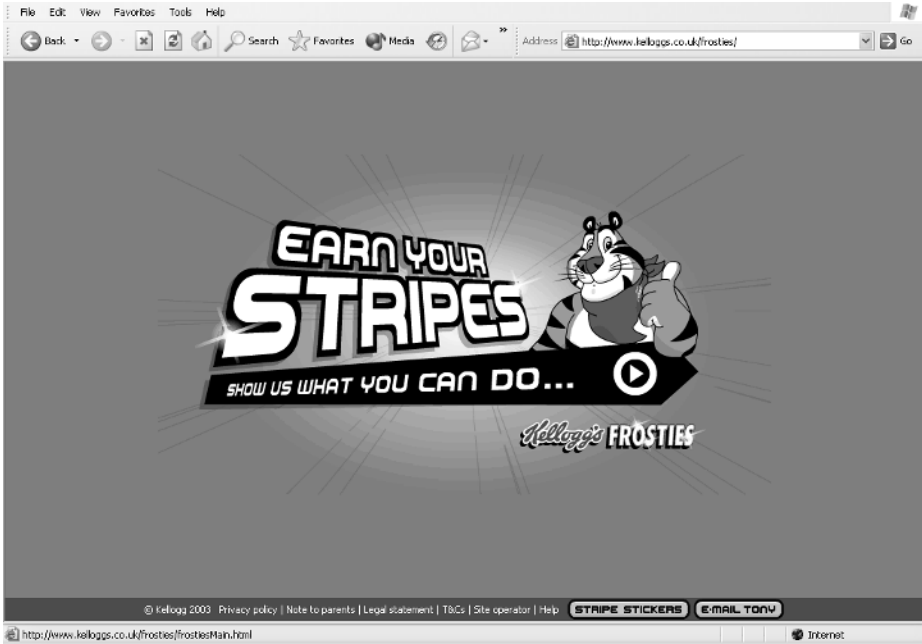 File Edit View Favorites Tools Help
Back Search Favorites Media Address http://www.kelloggs.co.uk/frosties/ Go
EARN YOUR
STRIPES
SHOW US WHAT YOU CAN DO...
Kellogg's FROSTIES
© Kellogg 2003 Privacy policy | Note to parents | Legal statement | T&Cs | Site operator | Help STRIPE STICKERS E-MAIL TONY
http://www.kelloggs.co.uk/frosties/frostiesMain.html Internet